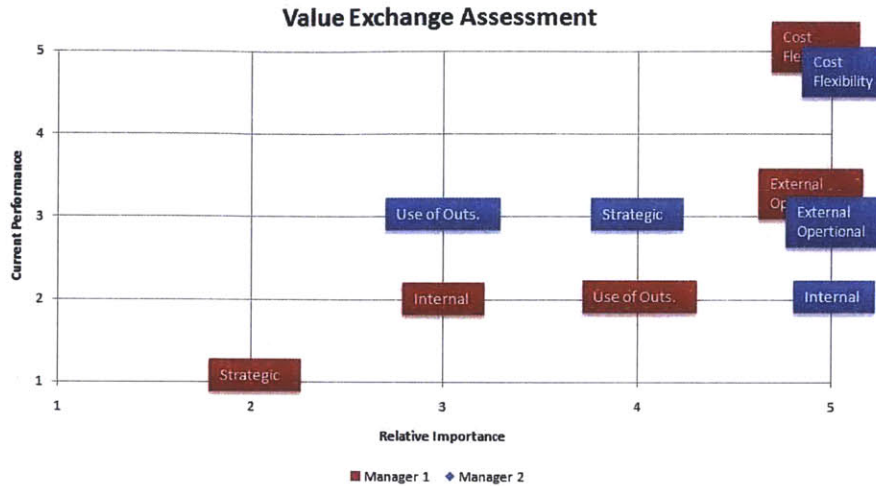 Value Exchange Assessment
Current Performance
5
4
3
2
1
Cost
Cost
Flexibility
External
External
Opertional
Use of Outs.
Strategic
Internal
Use of Outs.
Internal
Strategic
1
2
3
4
5
Relative Importance
Manager 1
Manager 2